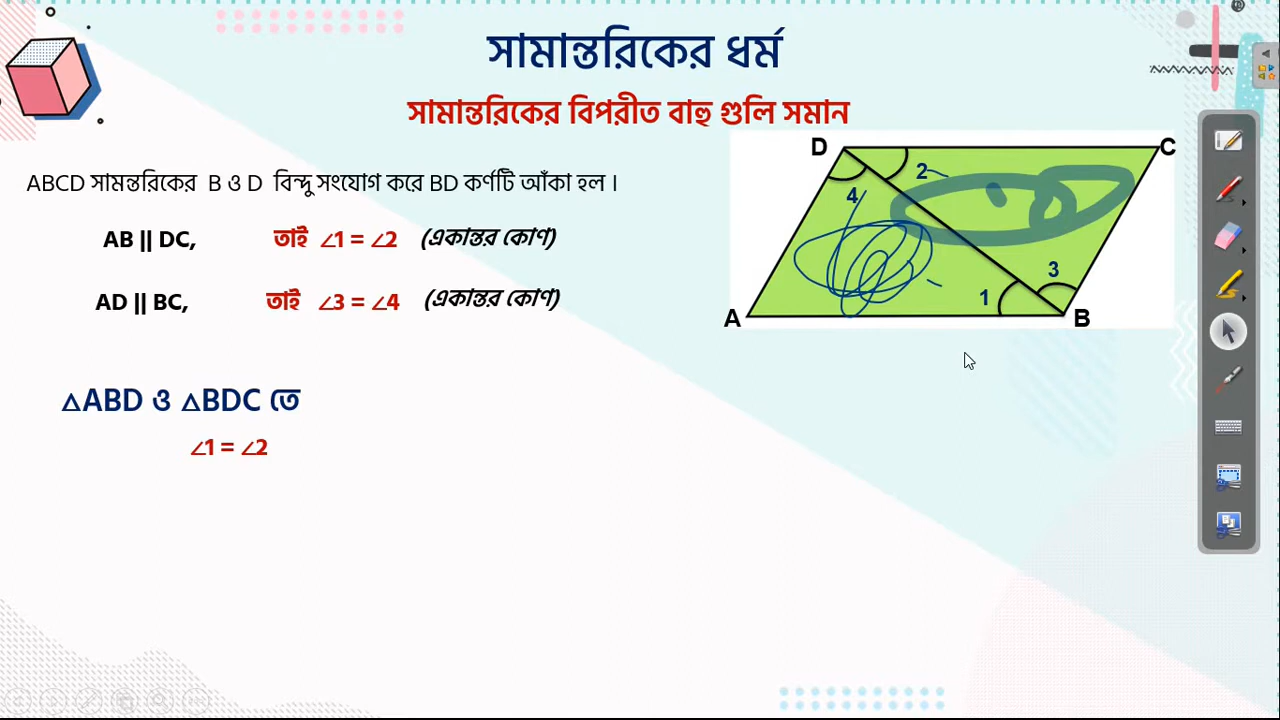 সামান্তরিকের ধর্ম
সামান্তরিকের বিপরীত বাহু গুলি সমান
ABCD সামন্তরিকের B ও D বিন্দু সংযোগ করে BD কর্ণটি আঁকা হল ।
AB || DC, তাই ∠1 = ∠2 (একান্তর কোণ)
AD || BC, তাই ∠3 = ∠4 (একান্তর কোণ)
△ABD ও △BDC তে
∠1 = ∠2
D C
2
4
3
1
A B